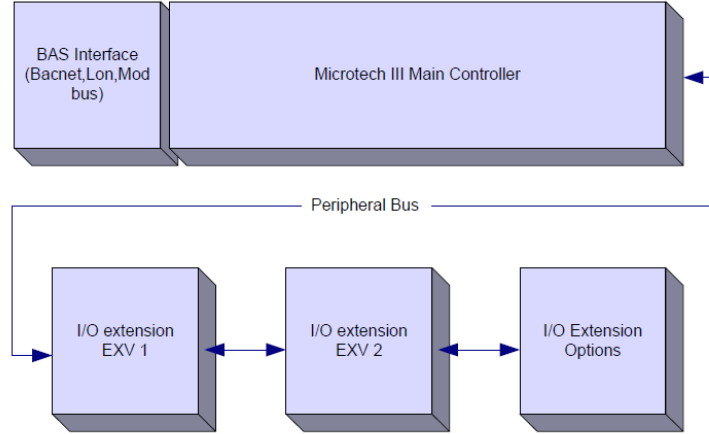 BAS Interface
(Bacnet,Lon,Mod
bus)
Microtech III Main Controller
Peripheral Bus
I/O extension
EXV 1
I/O extension
EXV 2
I/O Extension
Options